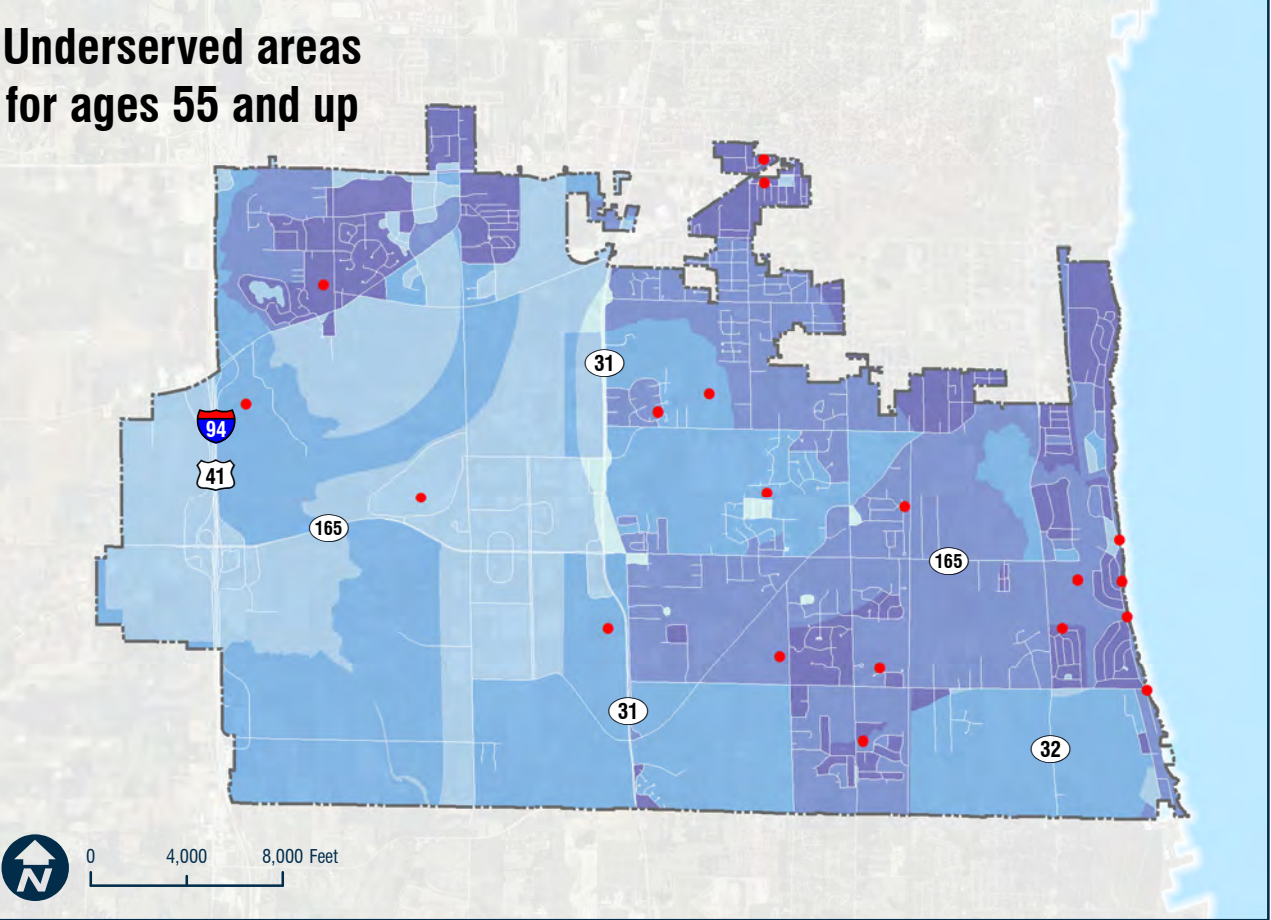 Underserved areas
for ages 55 and up
31
94
41
165
165
31
32
N
0 4,000 8,000 Feet